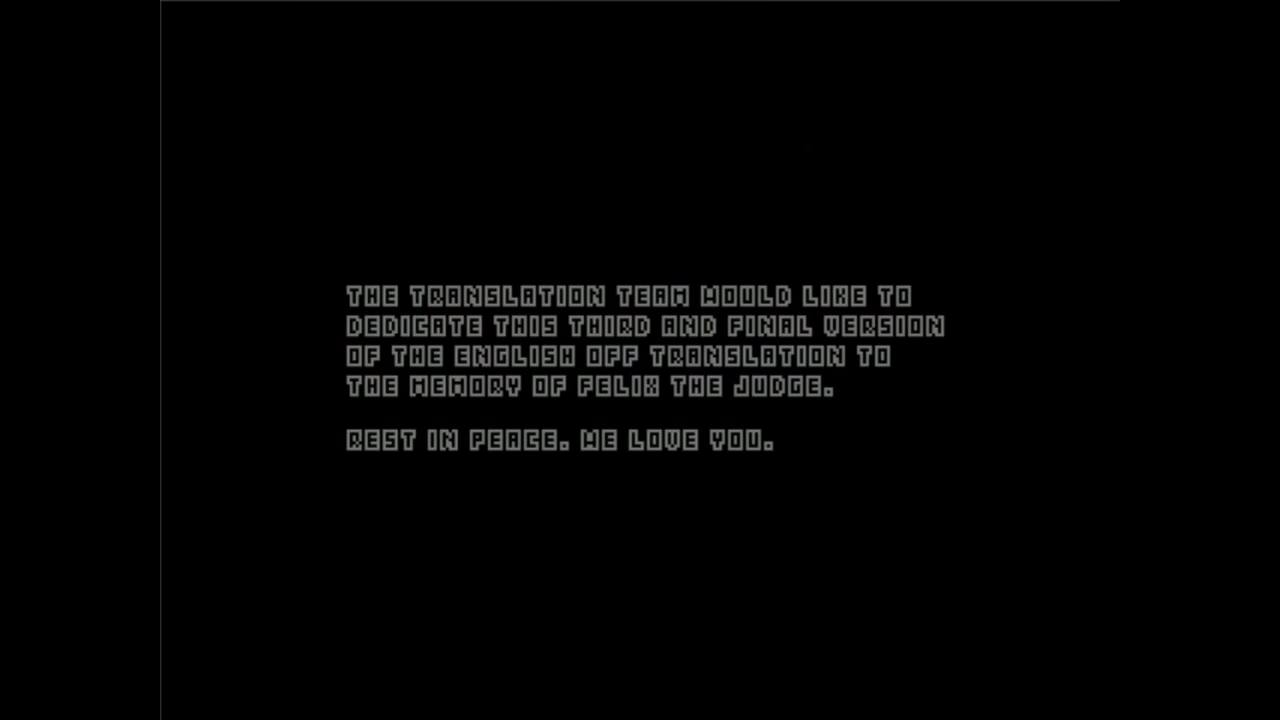 THE TRANSLATION TEAM WOULD LIKE TO
DEDICATE THIS THIRD AND FINAL VERSION
OF THE ENGLISH OFF TRANSLATION TO
THE MEMORY OF FELIX THE JUDGE.
REST IN PEACE. WE LOVE YOU.